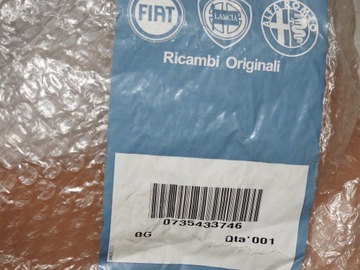 FIAT LANCIA ALFA ROMEO
Ricambi Originali
0735433746
0G Qta'001